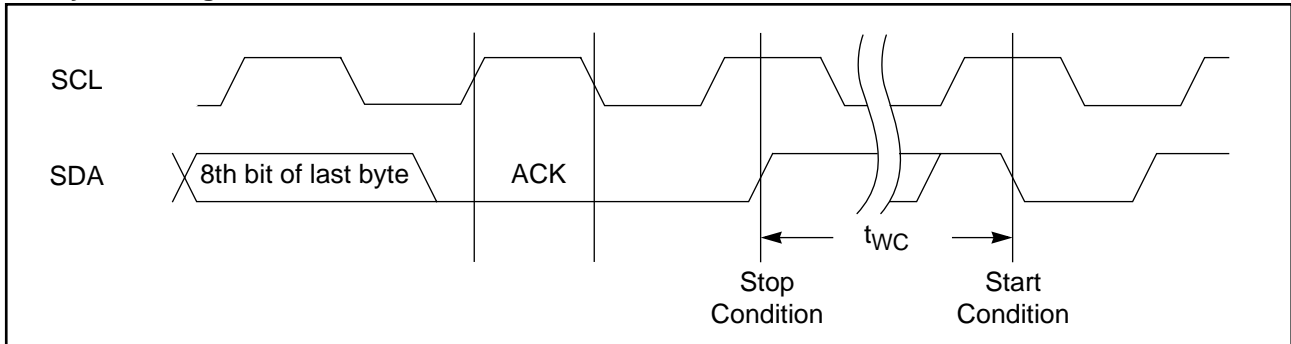 SCL
SDA
8th bit of last byte
ACK
tWC
Stop
Condition
Start
Condition